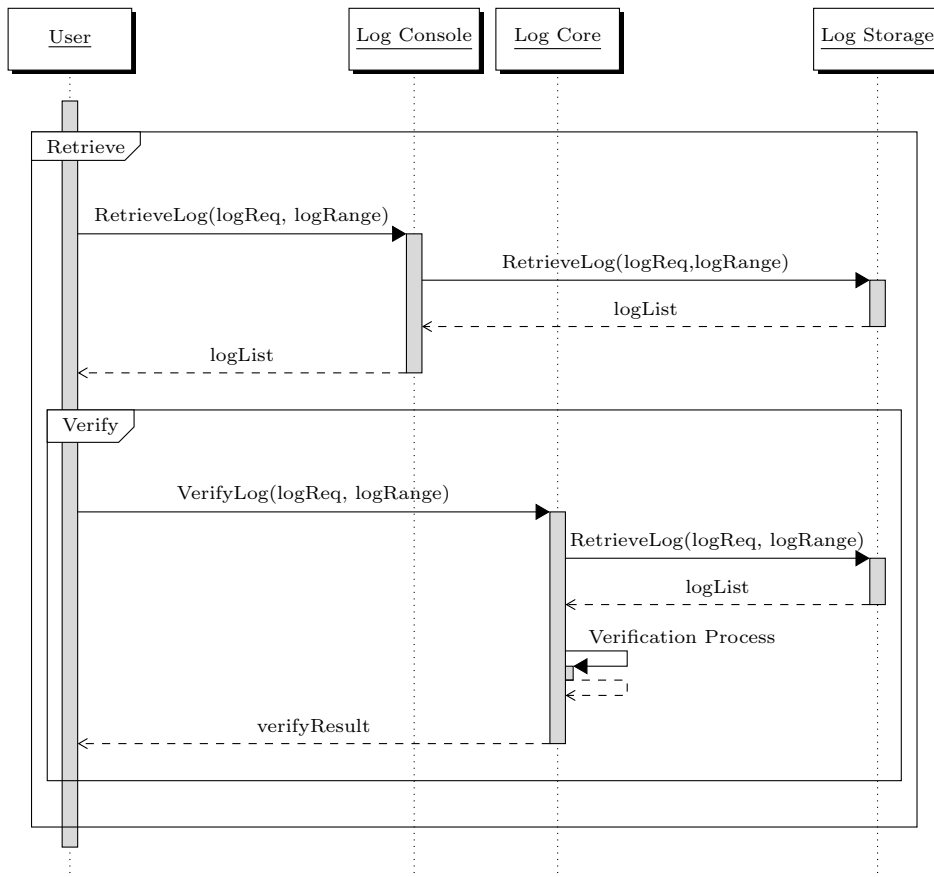 User
Log Console
Log Core
Log Storage
Retrieve
RetrieveLog(logReq, logRange)
RetrieveLog(logReq,logRange)
logList
logList
Verify
VerifyLog(logReq, logRange)
RetrieveLog(logReq, logRange)
logList
Verification Process
verifyResult